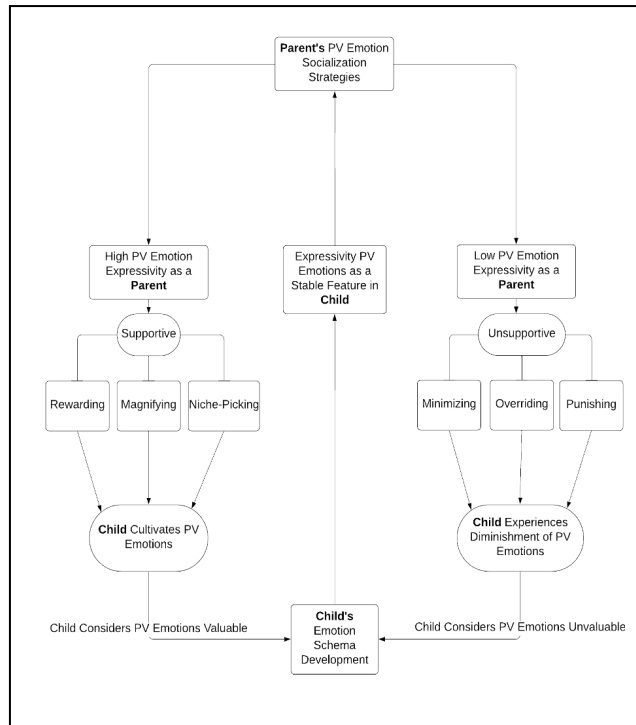 Parent's PV Emotion
Socialization
Strategies
High PV Emotion
Expressivity as a
Parent
Expressivity PV
Emotions as a
Stable Feature in
Child
Low PV Emotion
Expressivity as a
Parent
Supportive
Unsupportive
Rewarding
Magnifying
Niche-Picking
Minimizing
Overriding
Punishing
Child Cultivates PV
Emotions
Child Experiences
Diminishment of PV
Emotions
Child Considers PV Emotions Valuable
Child's
Emotion
Schema
Development
Child Considers PV Emotions Unvaluable